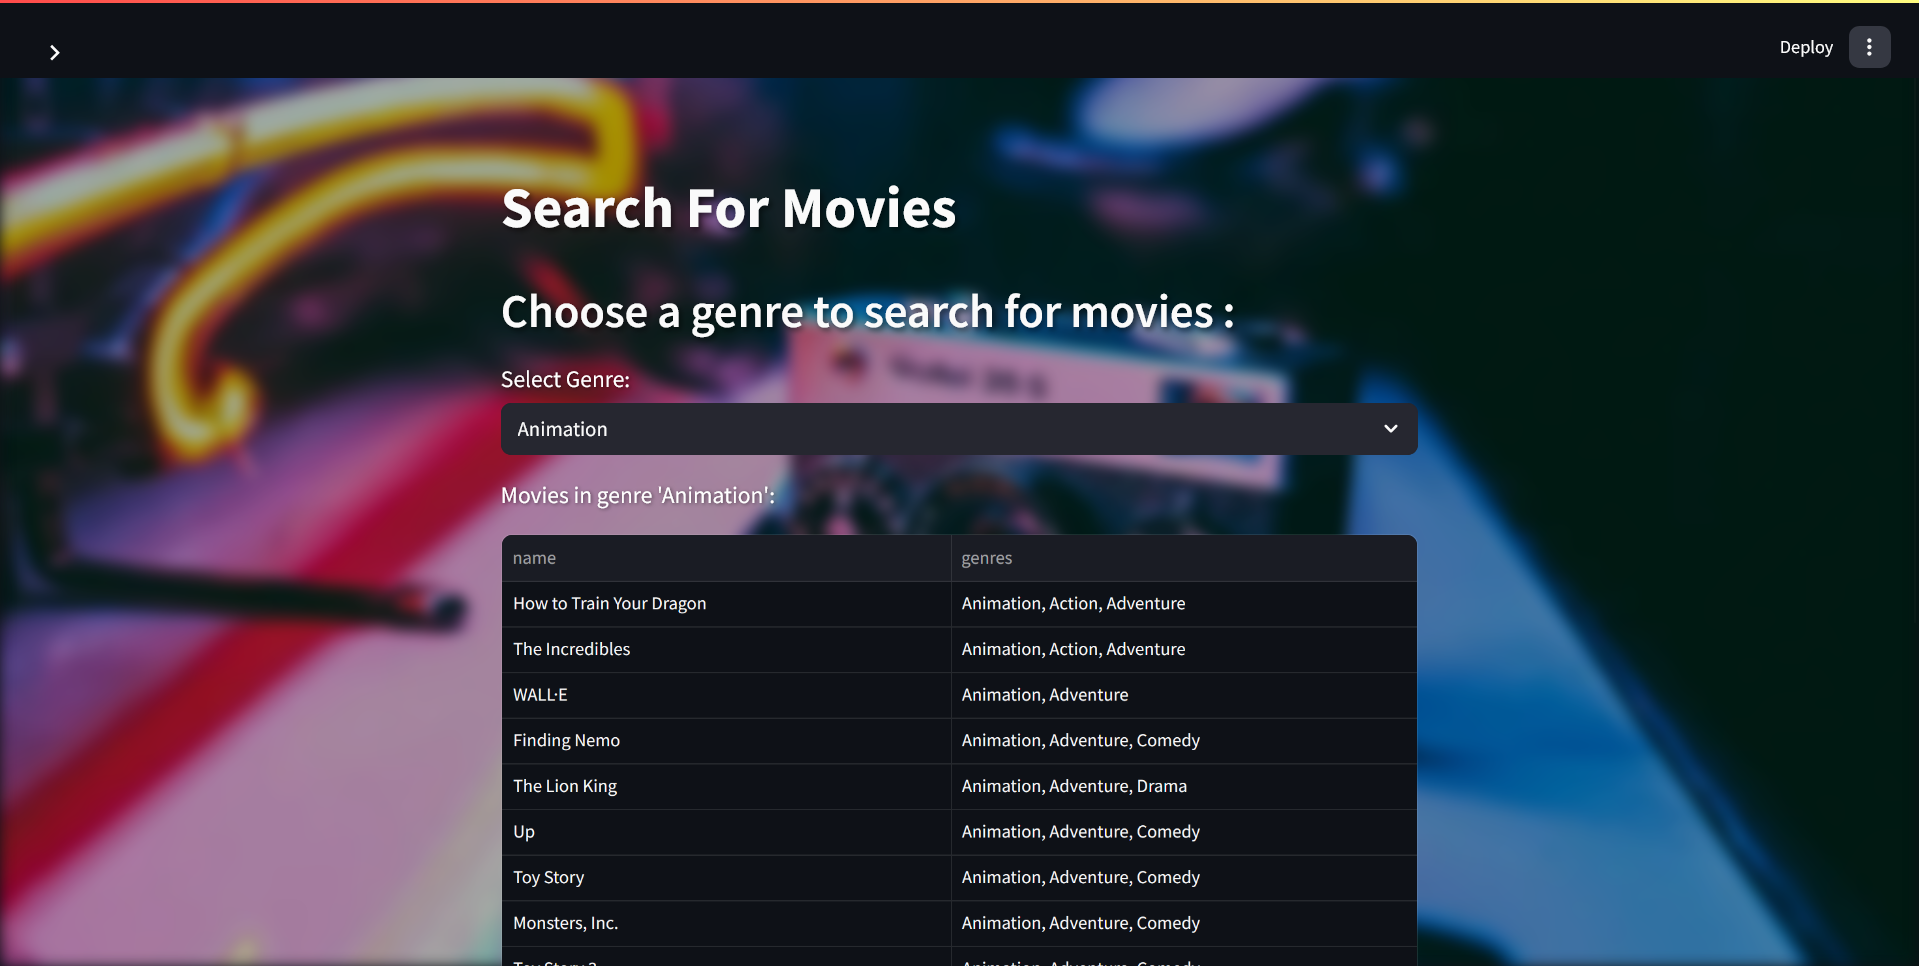 Deploy
Search For Movies
Choose a genre to search for movies :
Select Genre:
Animation
Movies in genre 'Animation':
name genres
How to Train Your Dragon Animation, Action, Adventure
The Incredibles Animation, Action, Adventure
WALL·E Animation, Adventure
Finding Nemo Animation, Adventure, Comedy
The Lion King Animation, Adventure, Drama
Up Animation, Adventure, Comedy
Toy Story Animation, Adventure, Comedy
Monsters, Inc. Animation, Adventure, Comedy